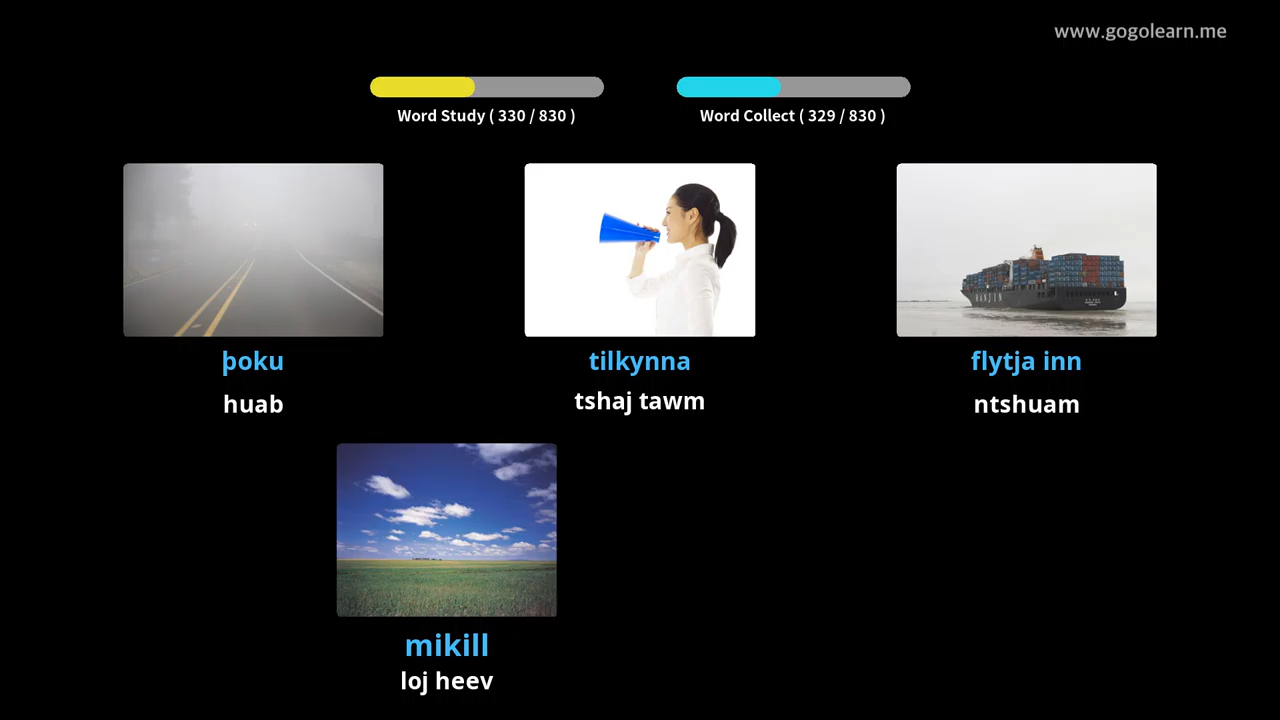 www.gogolearn.me
Word Study ( 330 / 830 )
Word Collect ( 329 / 830 )
þoku
tilkynna
flytja inn
huab
tshaj tawm
ntshuam
HANJIN
mikill
loj heev